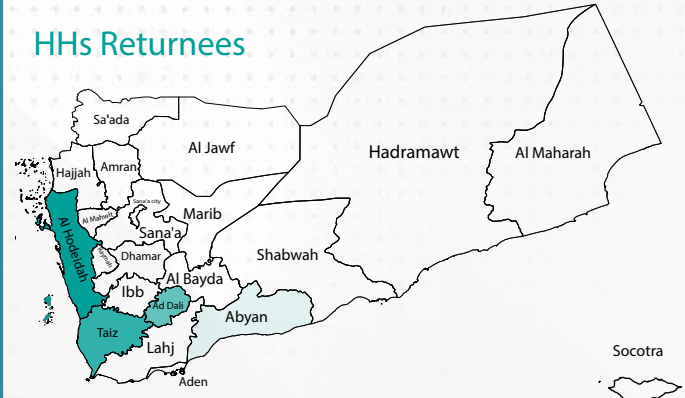 HHs Returnees
Sa'ada
Al Jawf
Hadramawt
Al Maharah
Hajjah
Amran
Sana'a city
Al Mahwit
Marib
Al Hodeidah
Sana'a
Raymah
Dhamar
Shabwah
Al Bayda
Ibb
Ad Dali
Abyan
Taiz
Lahj
Socotra
Aden